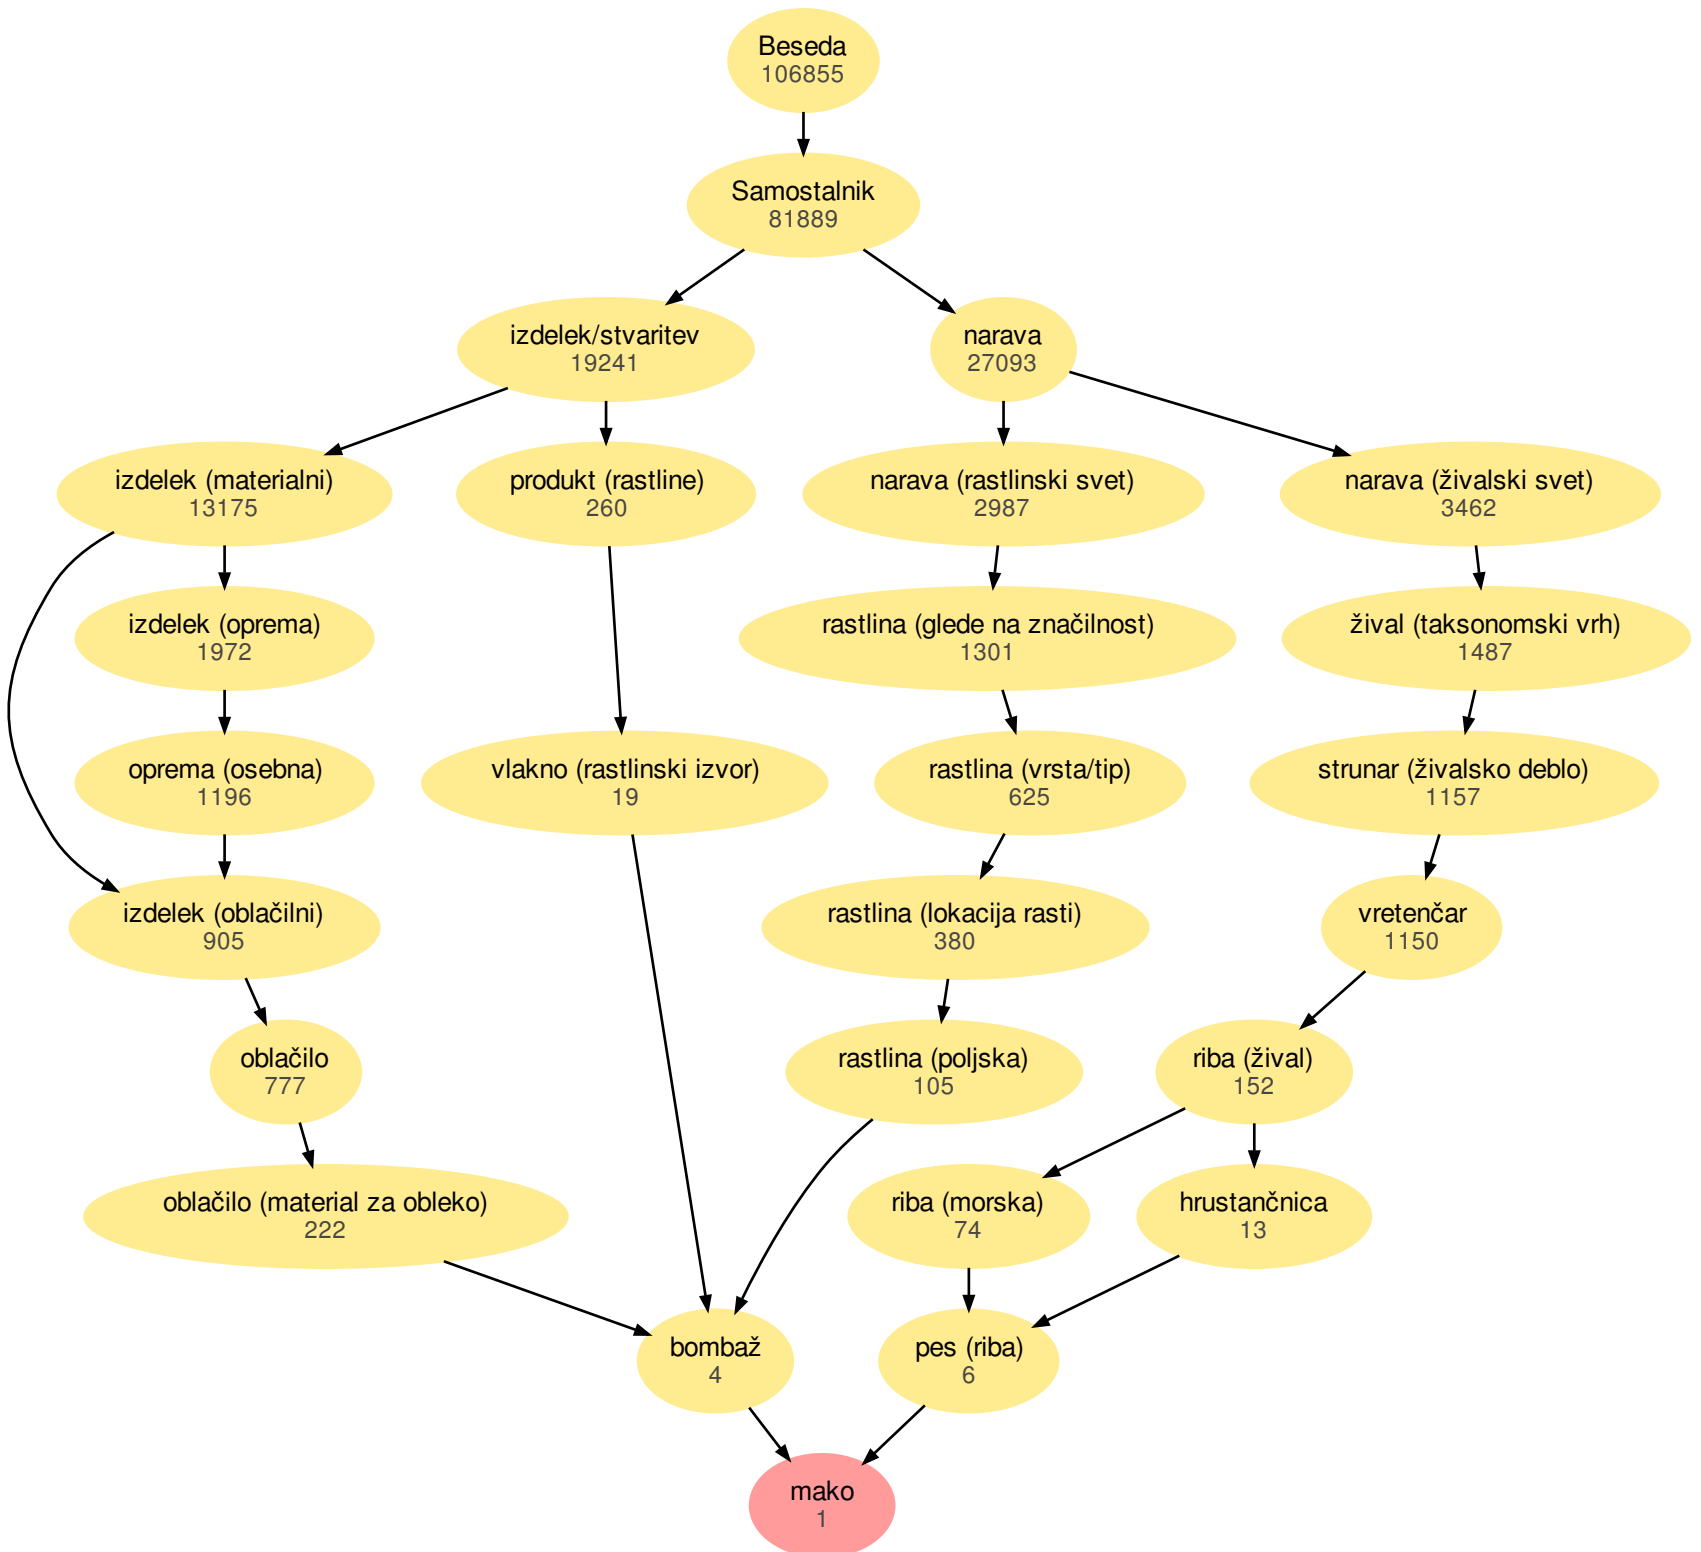 Beseda
106855
Samostalnik
81889
izdelek/stvaritev
19241
narava
27093
izdelek (materialni)
13175
produkt (rastline)
260
narava (rastlinski svet)
2987
narava (živalski svet)
3462
izdelek (oprema)
1972
rastlina (glede na značilnost)
1301
žival (taksonomski vrh)
1487
oprema (osebna)
1196
vlakno (rastlinski izvor)
19
rastlina (vrsta/tip)
625
strunar (živalsko deblo)
1157
izdelek (oblačilni)
905
rastlina (lokacija rasti)
380
vretenčar
1150
oblačilo
777
rastlina (poljska)
105
riba (žival)
152
oblačilo (material za obleko)
222
riba (morska)
74
hrustančnica
13
bombaž
4
pes (riba)
6
mako
1